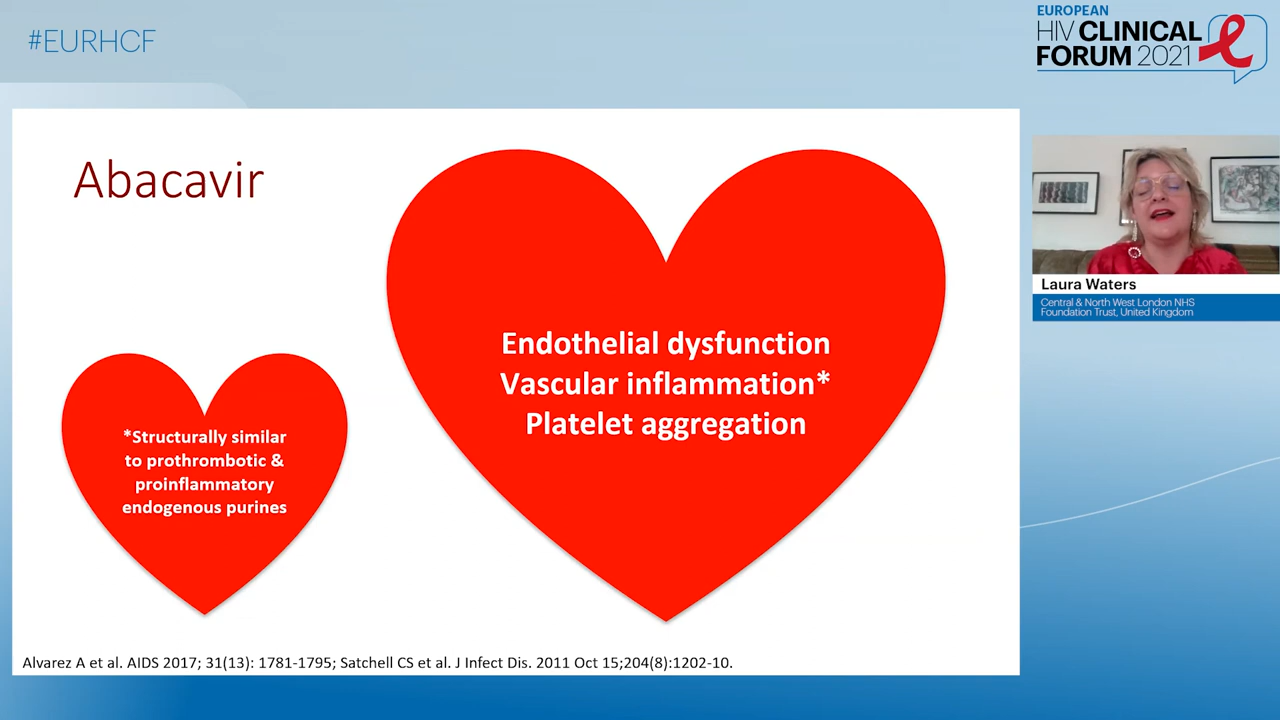 #EURHCF
EUROPEAN
HIV CLINICAL
FORUM 2021
Abacavir
Endothelial dysfunction
Vascular inflammation*
Platelet aggregation
*Structurally similar
to prothrombotic &
proinflammatory
endogenous purines
Alvarez A et al. AIDS 2017; 31(13): 1781-1795; Satchell CS et al. J Infect Dis. 2011 Oct 15;204(8):1202-10.
Laura Waters
Central & North West London NHS
Foundation Trust, United Kingdom